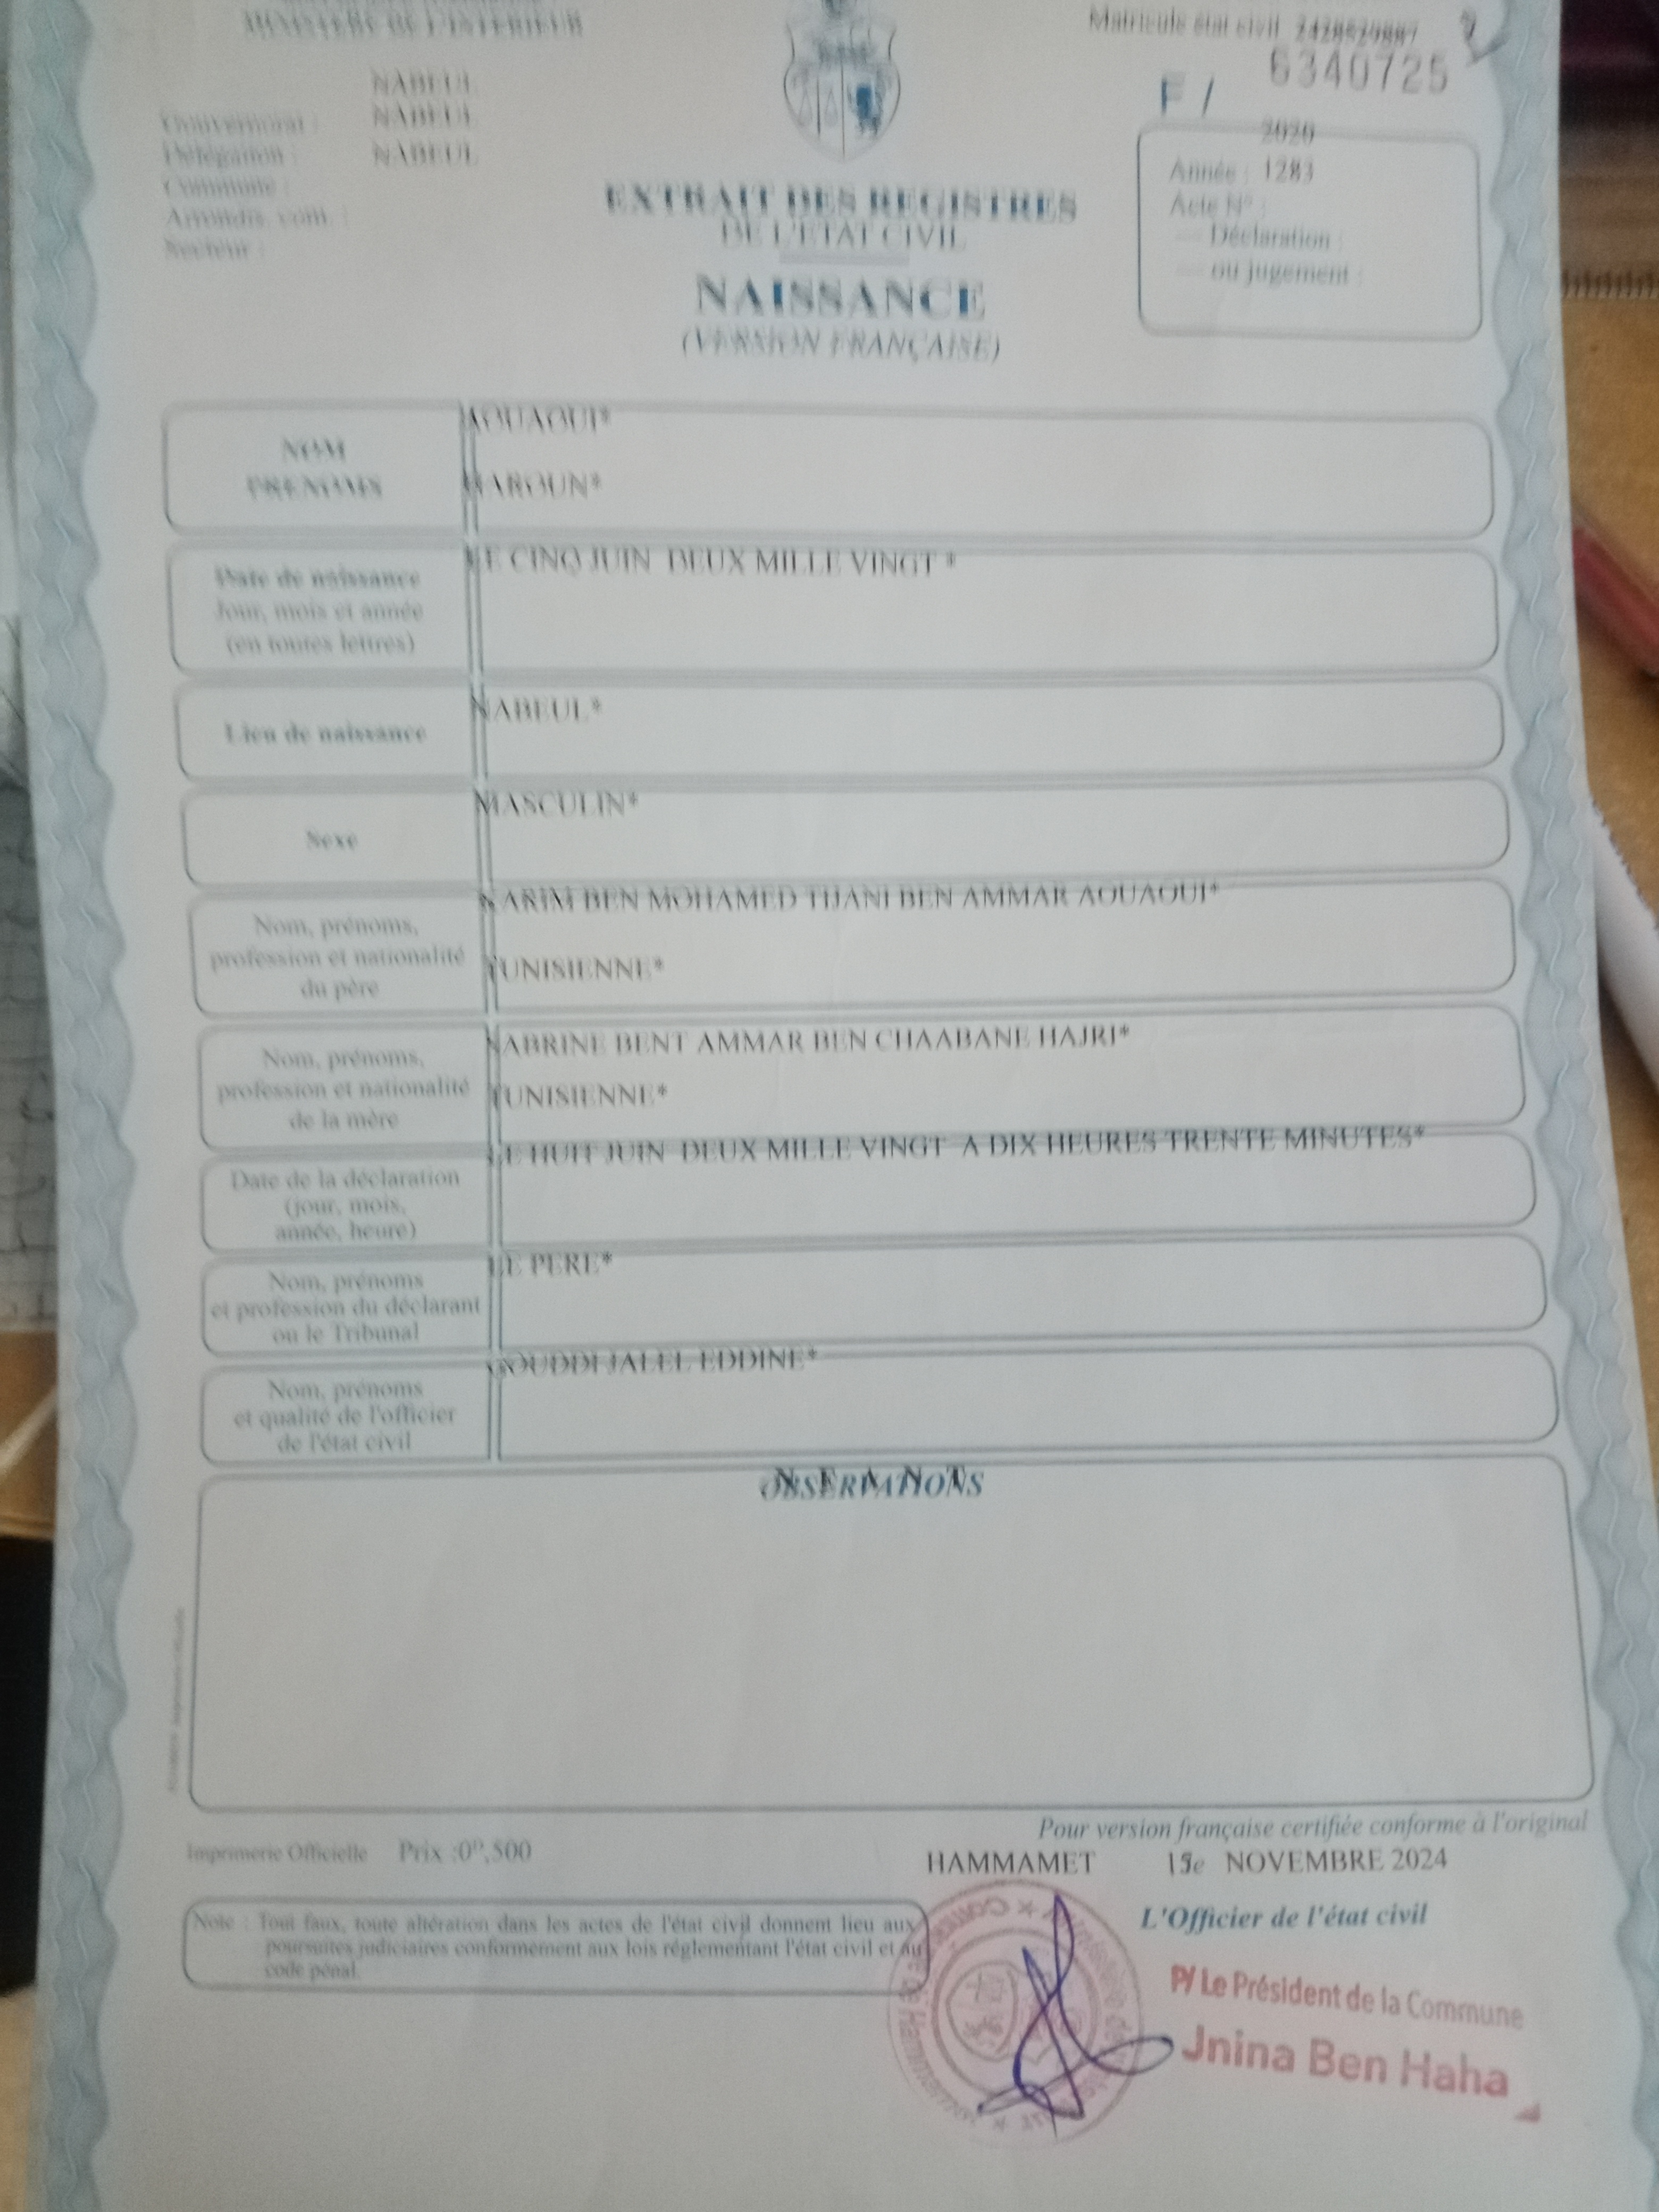 MINISTERE DE L'INTERIEUR
Matricule état civil
6340725
F /
NABEUL
NABEUL
NABEUL
Gouvernorat :
Délégation :
Commune :
Arrondis. com. :
Secteur :
2020
Année : 1283
Acte N° :
— Déclaration :
— ou jugement :
EXTRAIT DES REGISTRES
DE L'ETAT CIVIL
NAISSANCE
(VERSION FRANÇAISE)
NOM
PRENOMS
AOUAOUI*
HAROUN*
Date de naissance
Jour, mois et année
(en toutes lettres)
LE CINQ JUIN DEUX MILLE VINGT *
Lieu de naissance
NABEUL*
Sexe
MASCULIN*
Nom, prénoms,
profession et nationalité
du père
BEN MOHAMED TIJANI BEN AMMAR AOUAOUI*
TUNISIENNE*
Nom, prénoms,
profession et nationalité
de la mère
BENT AMMAR BEN CHAABANE HAJRI*
TUNISIENNE*
Date de la déclaration
(jour, mois,
année, heure)
LE HUIT JUIN DEUX MILLE VINGT A DIX HEURES TRENTE MINUTES*
Nom, prénoms
et profession du déclarant
ou le Tribunal
LE PERE*
Nom, prénoms
et qualité de l'officier
de l'état civil
JALEL EDDINE*
OBSERVATIONS
N E A N T
Pour version française certifiée conforme à l'original
Imprimerie Officielle Prix :0ᴰ,500
HAMMAMET NOVEMBRE 2024
L'Officier de l'état civil
Note : Tout faux, toute altération dans les actes de l'état civil donnent lieu aux
poursuites judiciaires conformement aux lois réglementant l'état civil et au
code pénal.
P/ Le Président de la Commune
Jnina Ben Haha